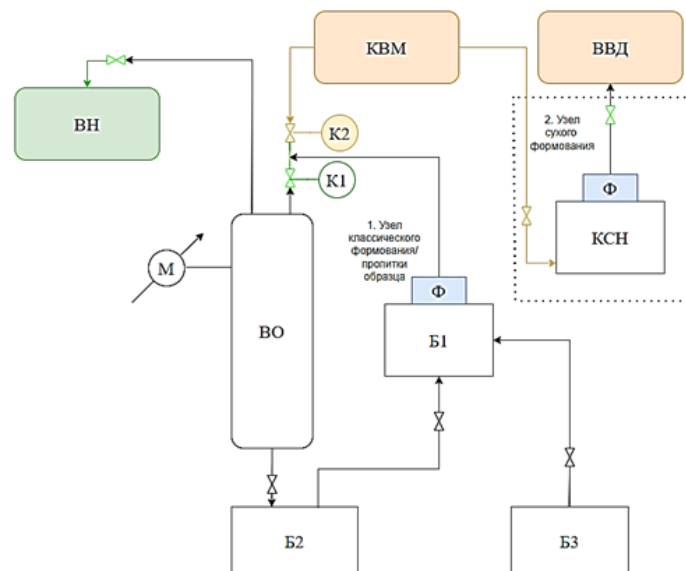 КВМ
ВВД
ВН
К2
2. Узел
сухого
формования
К1
Ф
1. Узел
классического
формования/
пропитки
образца
КСН
М
Ф
ВО
Б1
Б2
Б3